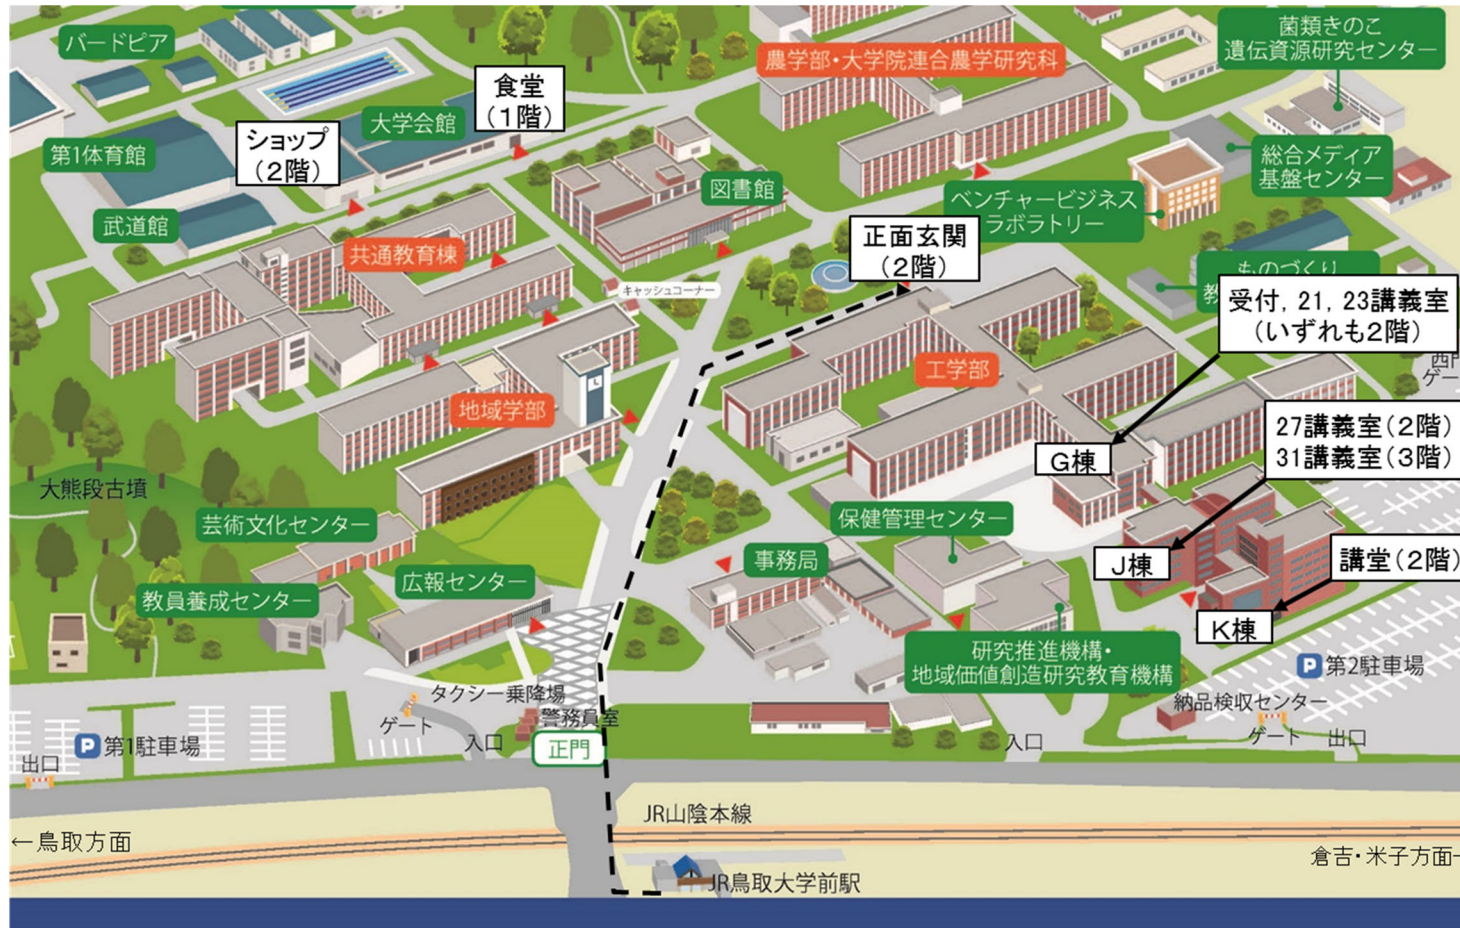 バードピア
菌類きのこ
遺伝資源研究センター
農学部・大学院連合農学研究科
食堂
(1階)
大学会館
ショップ
(2階)
第1体育館
総合メディア
基盤センター
図書館
ベンチャービジネス
ラボラトリー
武道館
共通教育棟
正面玄関
(2階)
ものづくり
教
キャッシュコーナー
受付, 21, 23講義室
(いずれも2階)
西
ゲー
工学部
地域学部
27講義室(2階)
31講義室(3階)
G棟
大熊段古墳
芸術文化センター
保健管理センター
事務局
J棟
講堂(2階)
広報センター
教員養成センター
K棟
研究推進機構・
地域価値創造研究教育機構
P 第2駐車場
タクシー乗降場
納品検収センター
ゲート
警務員室
ゲート
出口
入口
正門
入口
P 第1駐車場
出口
JR山陰本線
←鳥取方面
倉吉・米子方面
JR鳥取大学前駅